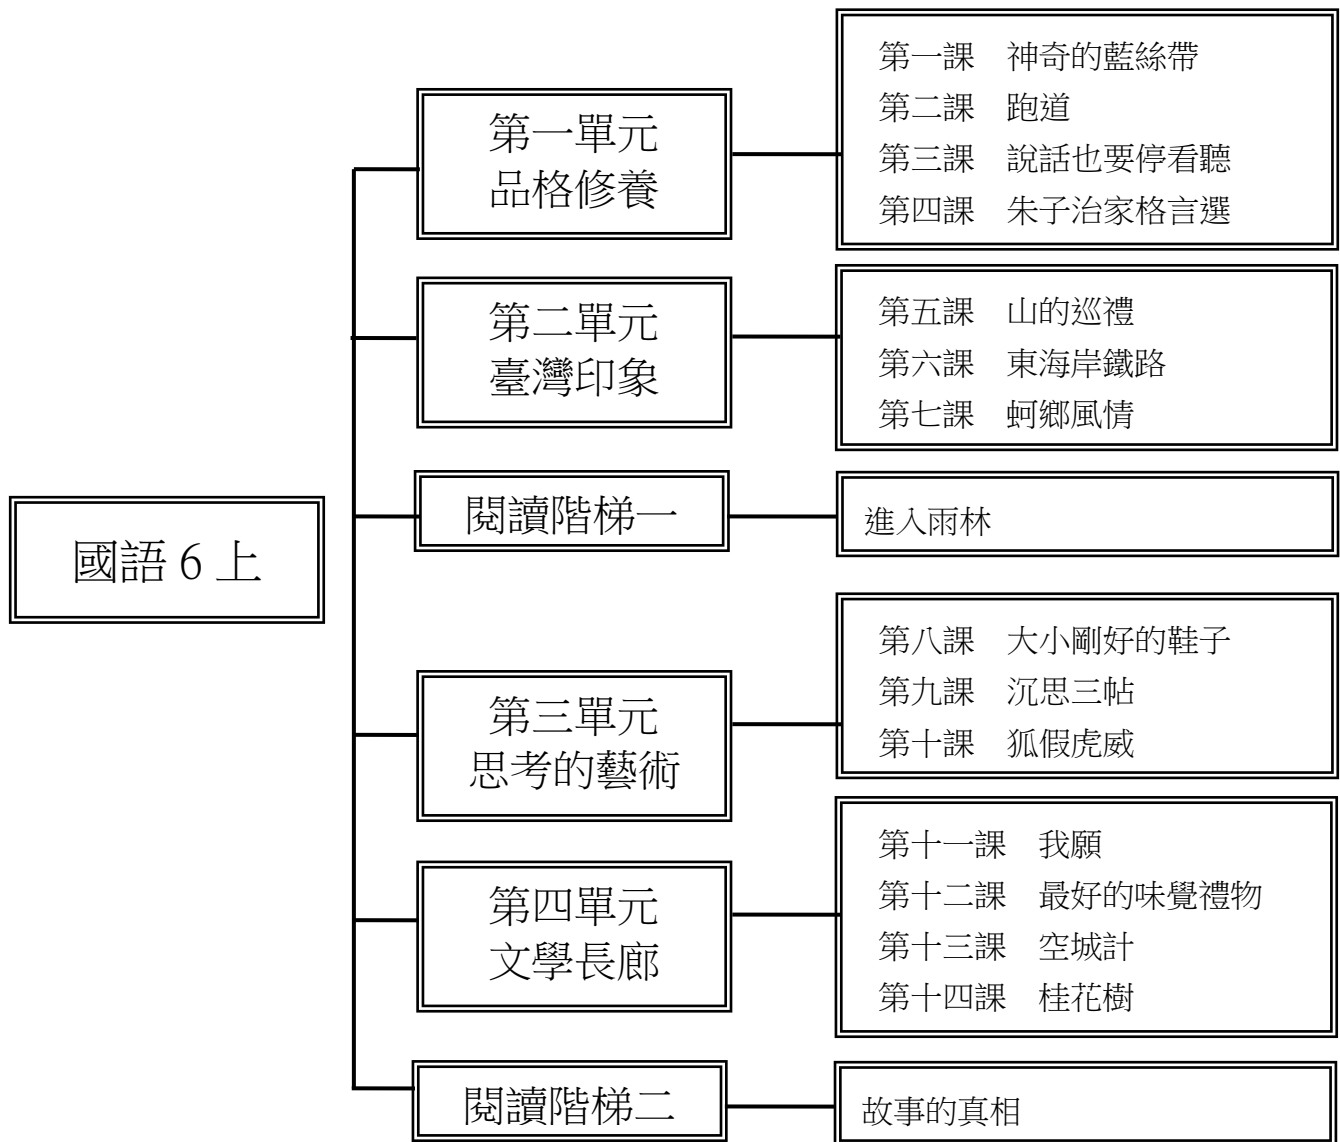 國語6上
第一單元
品格修養
第一課　神奇的藍絲帶
第二課　跑道
第三課　說話也要停看聽
第四課　朱子治家格言選
第二單元
臺灣印象
第五課　山的巡禮
第六課　東海岸鐵路
第七課　蚵鄉風情
閱讀階梯一
進入雨林
第三單元
思考的藝術
第八課　大小剛好的鞋子
第九課　沉思三帖
第十課　狐假虎威
第四單元
文學長廊
第十一課　我願
第十二課　最好的味覺禮物
第十三課　空城計
第十四課　桂花樹
閱讀階梯二
故事的真相